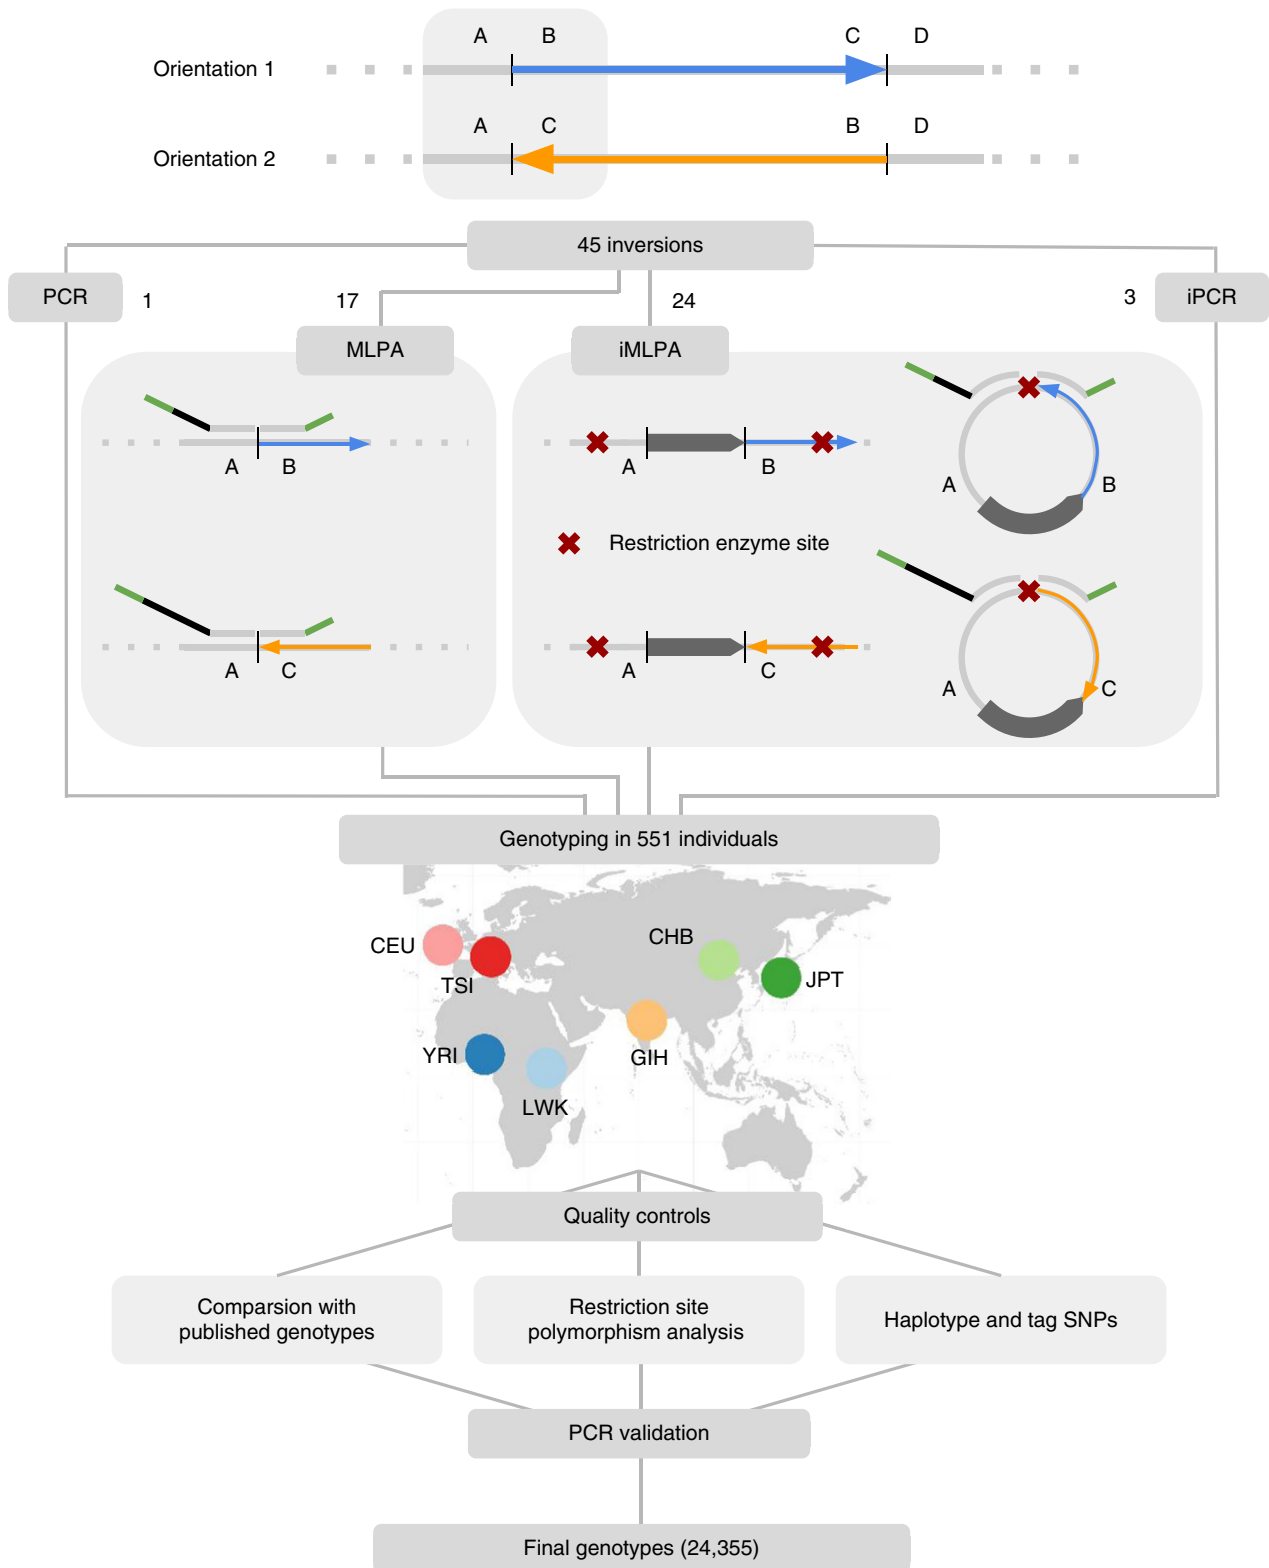 A B C D
Orientation 1
A C B D
Orientation 2
45 inversions
PCR 1 17 24 3 iPCR
MLPA iMLPA
A B
A B
A B
Restriction enzyme site
A C
A C
A C
Genotyping in 551 individuals
CEU
TSI
CHB
JPT
YRI
GIH
LWK
Quality controls
Comparsion with
published genotypes
Restriction site
polymorphism analysis
Haplotype and tag SNPs
PCR validation
Final genotypes (24,355)